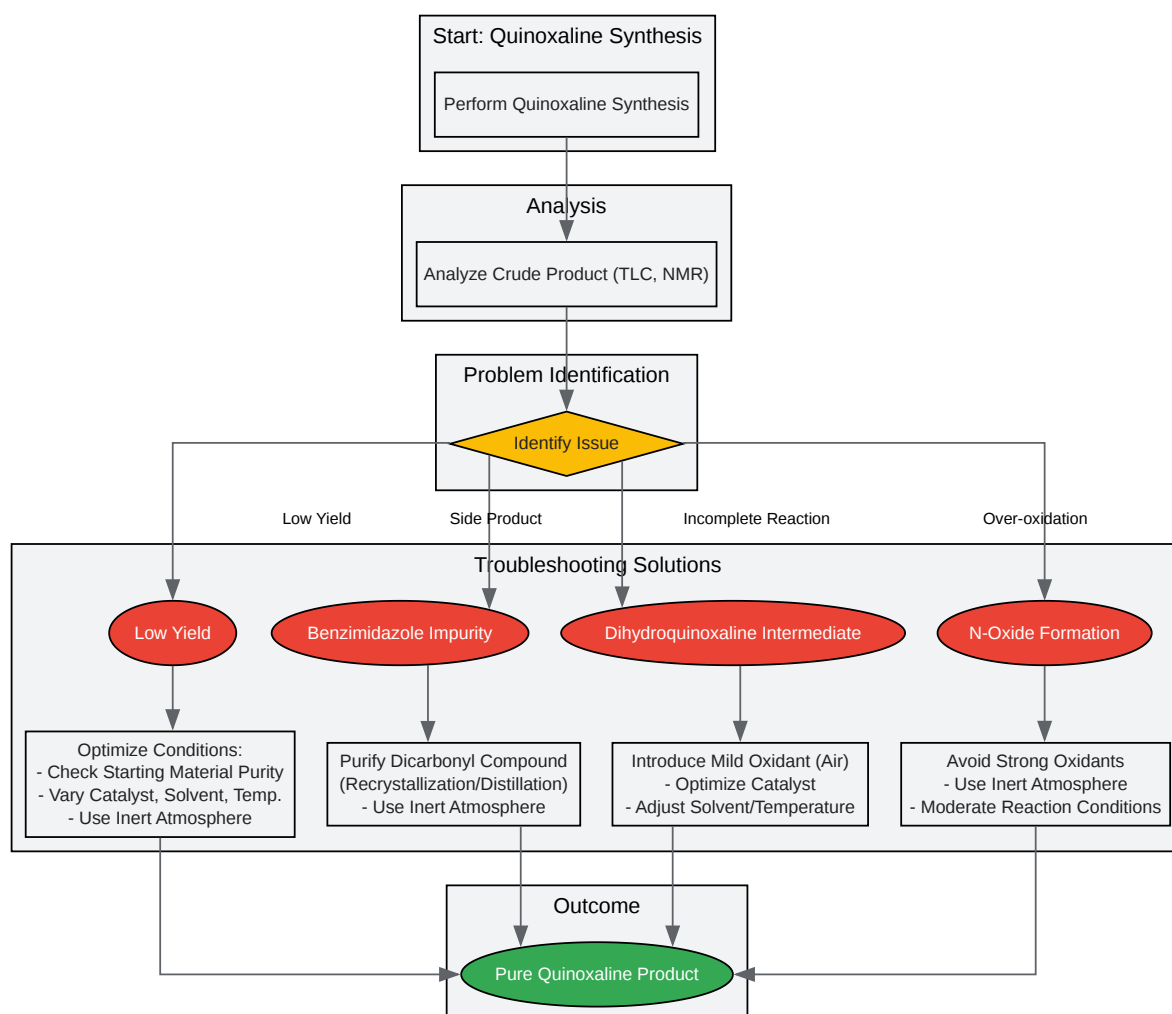 Start: Quinoxaline Synthesis
Perform Quinoxaline Synthesis
Analysis
Analyze Crude Product (TLC, NMR)
Problem Identification
Identify Issue
Low Yield
Side Product
Incomplete Reaction
Over-oxidation
Troubleshooting Solutions
Low Yield
Benzimidazole Impurity
Dihydroquinoxaline Intermediate
N-Oxide Formation
Optimize Conditions:
- Check Starting Material Purity
- Vary Catalyst, Solvent, Temp.
- Use Inert Atmosphere
Purify Dicarbonyl Compound
(Recrystallization/Distillation)
- Use Inert Atmosphere
Introduce Mild Oxidant (Air)
- Optimize Catalyst
- Adjust Solvent/Temperature
Avoid Strong Oxidants
- Use Inert Atmosphere
- Moderate Reaction Conditions
Outcome
Pure Quinoxaline Product